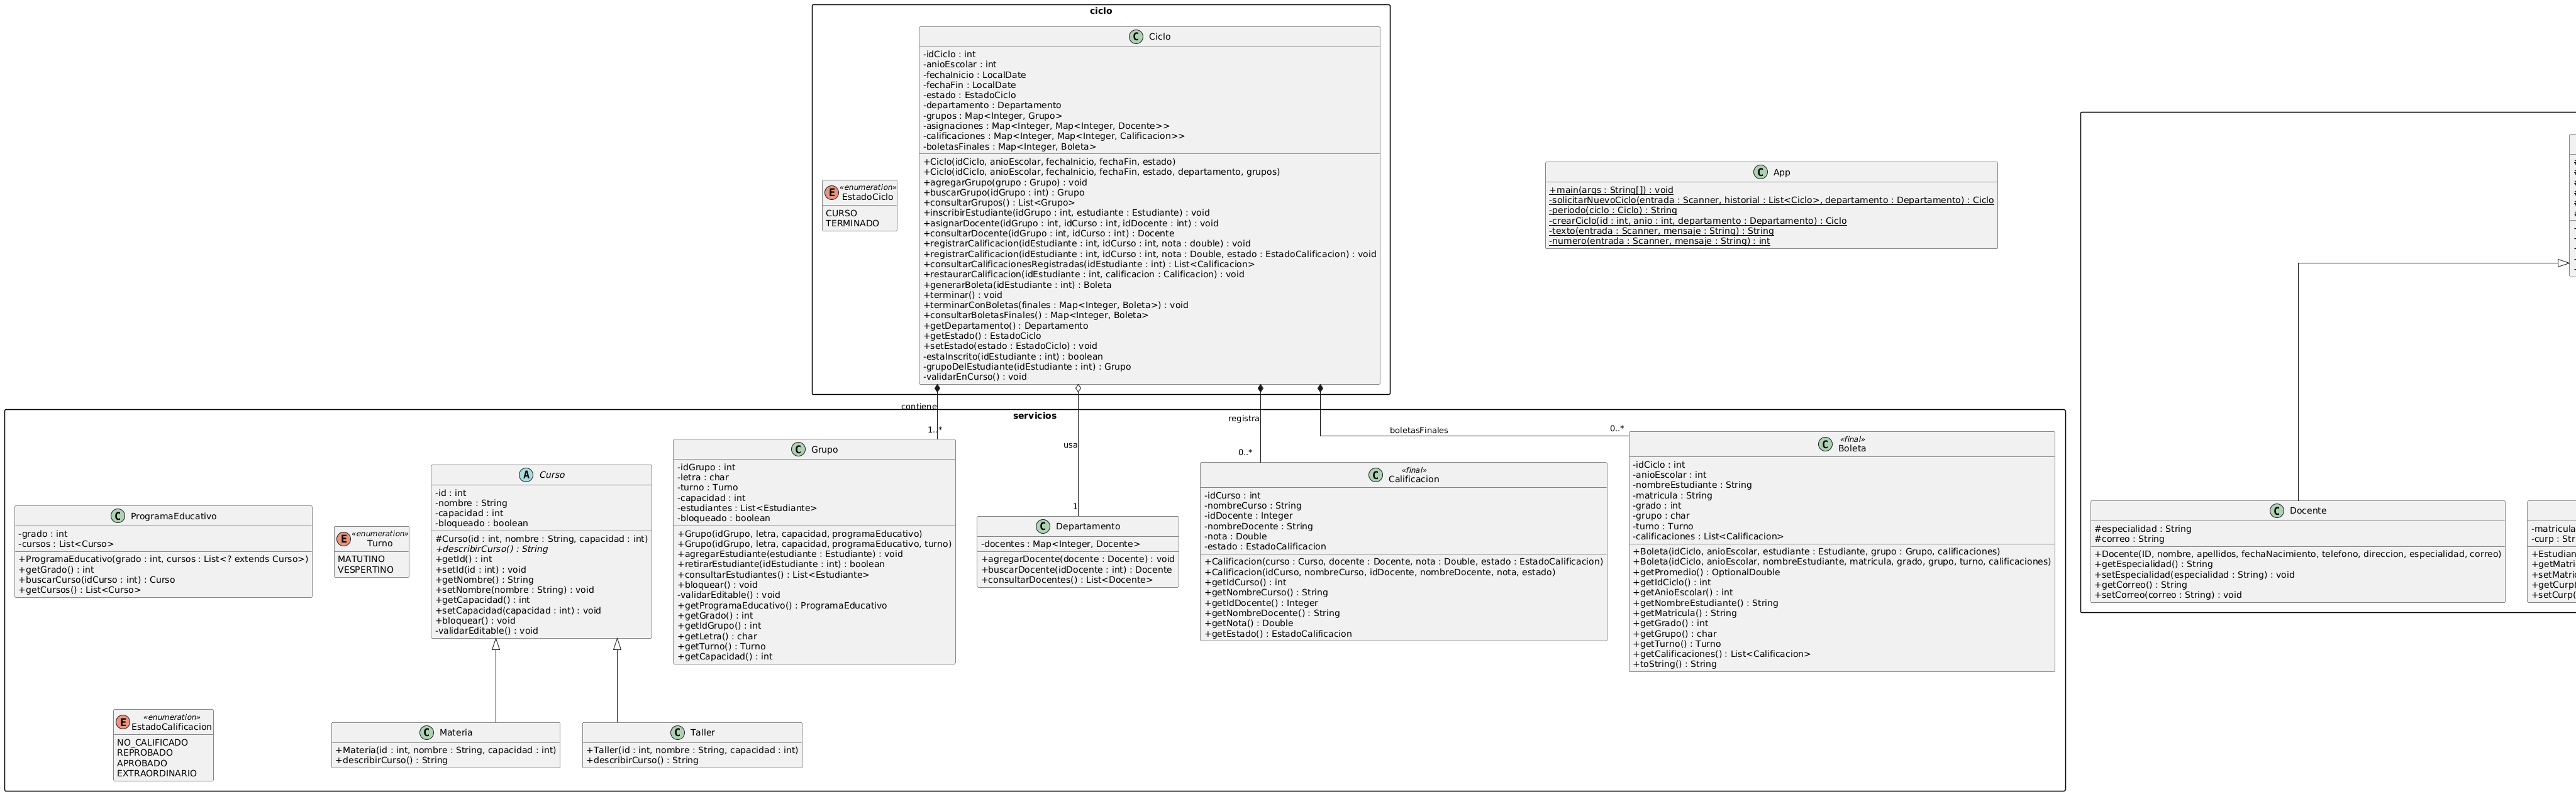 ciclo
Ciclo
-idCiclo : int
-anioEscolar : int
-fechaInicio : LocalDate
-fechaFin : LocalDate
-estado : EstadoCiclo
-departamento : Departamento
-grupos : Map<Integer, Grupo>
-asignaciones : Map<Integer, Map<Integer, Docente>>
-calificaciones : Map<Integer, Map<Integer, Calificacion>>
-boletasFinales : Map<Integer, Boleta>
+Ciclo(idCiclo, anioEscolar, fechaInicio, fechaFin, estado)
+Ciclo(idCiclo, anioEscolar, fechaInicio, fechaFin, estado, departamento, grupos)
+agregarGrupo(grupo : Grupo) : void
+buscarGrupo(idGrupo : int) : Grupo
+consultarGrupos() : List<Grupo>
+inscribirEstudiante(idGrupo : int, estudiante : Estudiante) : void
+asignarDocente(idGrupo : int, idCurso : int, idDocente : int) : void
+consultarDocente(idGrupo : int, idCurso : int) : Docente
+registrarCalificacion(idEstudiante : int, idCurso : int, nota : double) : void
+registrarCalificacion(idEstudiante : int, idCurso : int, nota : Double, estado : EstadoCalificacion) : void
+consultarCalificacionesRegistradas(idEstudiante : int) : List<Calificacion>
+restaurarCalificacion(idEstudiante : int, calificacion : Calificacion) : void
+generarBoleta(idEstudiante : int) : Boleta
+terminar() : void
+terminarConBoletas(finales : Map<Integer, Boleta>) : void
+consultarBoletasFinales() : Map<Integer, Boleta>
+getDepartamento() : Departamento
+getEstado() : EstadoCiclo
+setEstado(estado : EstadoCiclo) : void
-estaInscrito(idEstudiante : int) : boolean
-grupoDelEstudiante(idEstudiante : int) : Grupo
-validarEnCurso() : void
E
«enumeration»
EstadoCiclo
CURSO
TERMINADO
C
App
+main(args : String[]) : void
-solicitarNuevoCiclo(entrada : Scanner, historial : List<Ciclo>, departamento : Departamento) : Ciclo
-periodo(ciclo : Ciclo) : String
-crearCiclo(id : int, anio : int, departamento : Departamento) : Ciclo
-texto(entrada : Scanner, mensaje : String) : String
-numero(entrada : Scanner, mensaje : String) : int
contiene
1..*
usa
1
registra
0..*
boletasFinales
0..*
servicios
C
ProgramaEducativo
-grado : int
-cursos : List<Curso>
+ProgramaEducativo(grado : int, cursos : List<? extends Curso>)
+getGrado() : int
+buscarCurso(idCurso : int) : Curso
+getCursos() : List<Curso>
E
«enumeration»
Turno
MATUTINO
VESPERTINO
A
Curso
-id : int
-nombre : String
-capacidad : int
-bloqueado : boolean
#Curso(id : int, nombre : String, capacidad : int)
+describirCurso() : String
+getId() : int
+setId(id : int) : void
+getNombre() : String
+setNombre(nombre : String) : void
+getCapacidad() : int
+setCapacidad(capacidad : int) : void
+bloquear() : void
-validarEditable() : void
C
Grupo
-idGrupo : int
-letra : char
-turno : Turno
-capacidad : int
-estudiantes : List<Estudiante>
-bloqueado : boolean
+Grupo(idGrupo, letra, capacidad, programaEducativo)
+Grupo(idGrupo, letra, capacidad, programaEducativo, turno)
+agregarEstudiante(estudiante : Estudiante) : void
+retirarEstudiante(idEstudiante : int) : boolean
+consultarEstudiantes() : List<Estudiante>
+bloquear() : void
-validarEditable() : void
+getProgramaEducativo() : ProgramaEducativo
+getGrado() : int
+getIdGrupo() : int
+getLetra() : char
+getTurno() : Turno
+getCapacidad() : int
C
Departamento
-docentes : Map<Integer, Docente>
+agregarDocente(docente : Docente) : void
+buscarDocente(idDocente : int) : Docente
+consultarDocentes() : List<Docente>
C
«final»
Calificacion
-idCurso : int
-nombreCurso : String
-idDocente : Integer
-nombreDocente : String
-nota : Double
-estado : EstadoCalificacion
+Calificacion(curso : Curso, docente : Docente, nota : Double, estado : EstadoCalificacion)
+Calificacion(idCurso, nombreCurso, idDocente, nombreDocente, nota, estado)
+getIdCurso() : int
+getNombreCurso() : String
+getIdDocente() : Integer
+getNombreDocente() : String
+getNota() : Double
+getEstado() : EstadoCalificacion
C
«final»
Boleta
-idCiclo : int
-anioEscolar : int
-nombreEstudiante : String
-matricula : String
-grado : int
-grupo : char
-turno : Turno
-calificaciones : List<Calificacion>
+Boleta(idCiclo, anioEscolar, estudiante : Estudiante, grupo : Grupo, calificaciones)
+Boleta(idCiclo, anioEscolar, nombreEstudiante, matricula, grado, grupo, turno, calificaciones)
+getPromedio() : OptionalDouble
+getIdCiclo() : int
+getAnioEscolar() : int
+getNombreEstudiante() : String
+getMatricula() : String
+getGrado() : int
+getGrupo() : char
+getTurno() : Turno
+getCalificaciones() : List<Calificacion>
+toString() : String
E
«enumeration»
EstadoCalificacion
NO_CALIFICADO
REPROBADO
APROBADO
EXTRAORDINARIO
C
Materia
+Materia(id : int, nombre : String, capacidad : int)
+describirCurso() : String
C
Taller
+Taller(id : int, nombre : String, capacidad : int)
+describirCurso() : String
C
Docente
#especialidad : String
#correo : String
+Docente(ID, nombre, apellidos, fechaNacimiento, telefono, direccion, especialidad, correo)
+getEspecialidad() : String
+setEspecialidad(especialidad : String) : void
+getCorreo() : String
+setCorreo(correo : String) : void
-matricula
-curp : Str
+Estudian
+getMatri
+setMatri
+getCurp(
+setCurp(